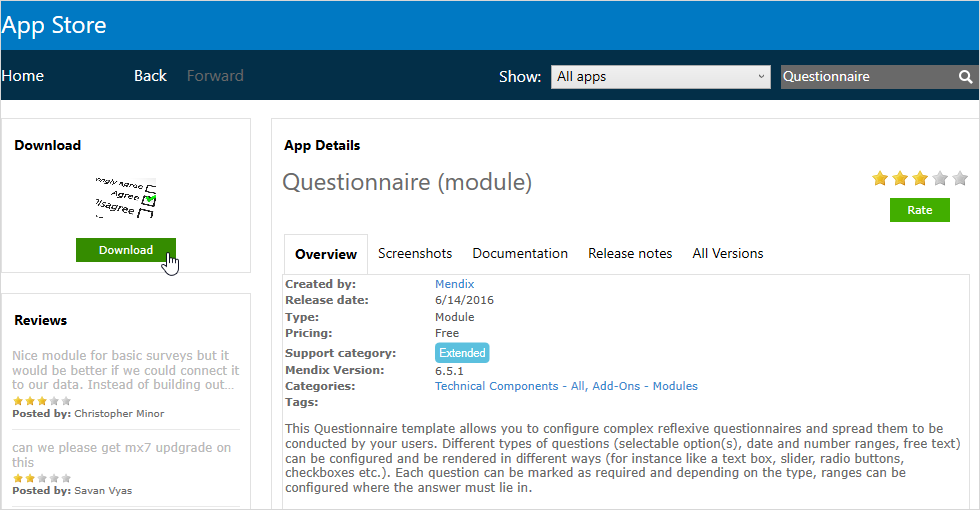 App Store
Home Back Forward Show: All apps Questionnaire
Download
Agree
Disagree
Download
Reviews
Nice module for basic surveys but it
would be better if we could connect it
to our data. Instead of building out...
Posted by: Christopher Minor
can we please get mx7 updgrade on
this
Posted by: Savan Vyas
App Details
Questionnaire (module)
Rate
Overview Screenshots Documentation Release notes All Versions
Created by: Mendix
Release date: 6/14/2016
Type: Module
Pricing: Free
Support category: Extended
Mendix Version: 6.5.1
Categories: Technical Components - All, Add-Ons - Modules
Tags:
This Questionnaire template allows you to configure complex reflexive questionnaires and spread them to be
conducted by your users. Different types of questions (selectable option(s), date and number ranges, free text)
can be configured and be rendered in different ways (for instance like a text box, slider, radio buttons,
checkboxes etc.). Each question can be marked as required and depending on the type, ranges can be
configured where the answer must lie in.